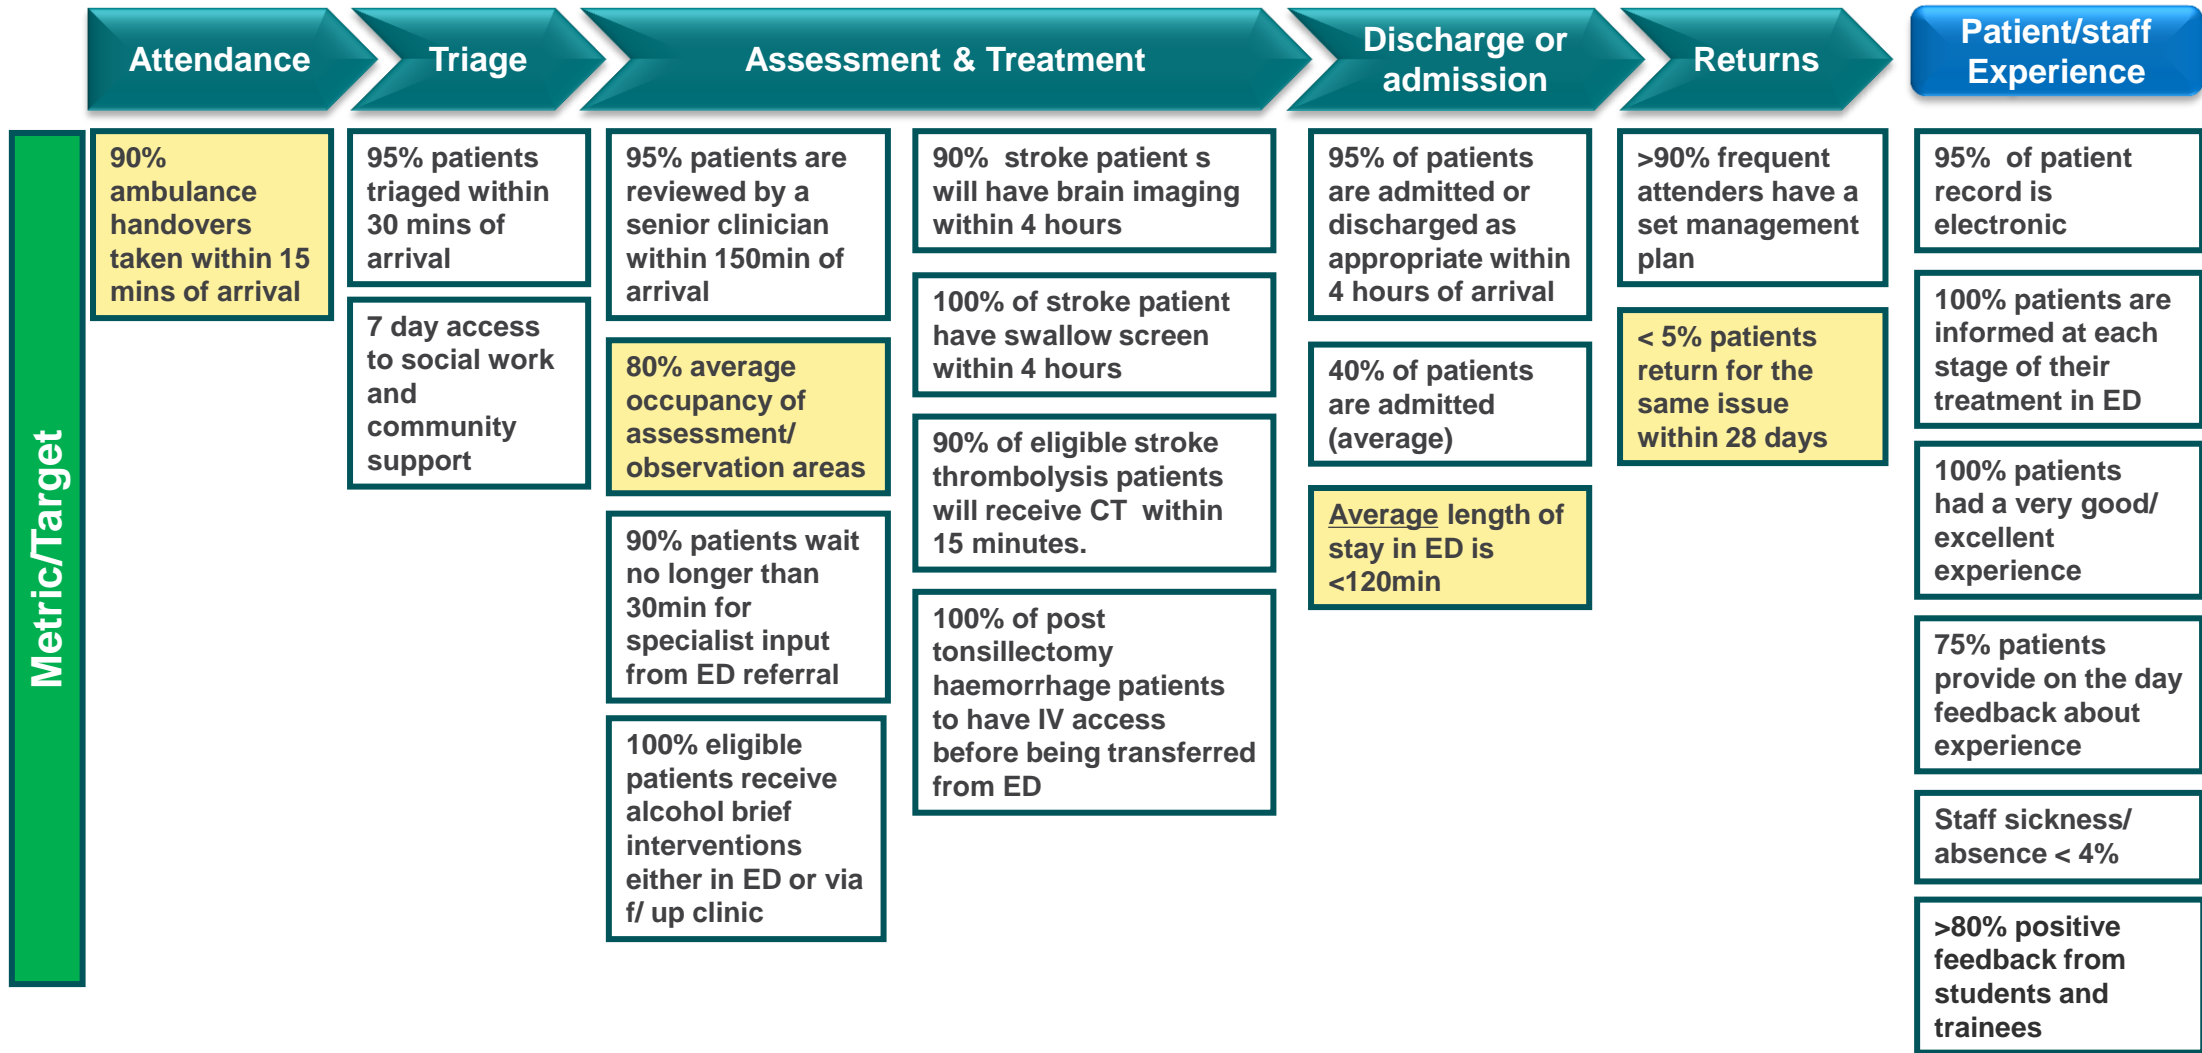 Attendance
Triage
Assessment & Treatment
Discharge or
admission
Returns
Patient/staff
Experience
Metric/Target
90%
ambulance
handovers
taken within 15
mins of arrival
95% patients
triaged within
30 mins of
arrival
7 day access
to social work
and
community
support
95% patients are
reviewed by a
senior clinician
within 150min of
arrival
80% average
occupancy of
assessment/
observation areas
90% patients wait
no longer than
30min for
specialist input
from ED referral
100% eligible
patients receive
alcohol brief
interventions
either in ED or via
f/ up clinic
90%  stroke patient s
will have brain imaging
within 4 hours
100% of stroke patient
have swallow screen
within 4 hours
90% of eligible stroke
thrombolysis patients
will receive CT  within
15 minutes.
100% of post
tonsillectomy
haemorrhage patients
to have IV access
before being transferred
from ED
95% of patients
are admitted or
discharged as
appropriate within
4 hours of arrival
40% of patients
are admitted
(average)
Average length of
stay in ED is
<120min
>90% frequent
attenders have a
set management
plan
< 5% patients
return for the
same issue
within 28 days
95%  of patient
record is
electronic
100% patients are
informed at each
stage of their
treatment in ED
100% patients
had a very good/
excellent
experience
75% patients
provide on the day
feedback about
experience
Staff sickness/
absence < 4%
>80% positive
feedback from
students and
trainees